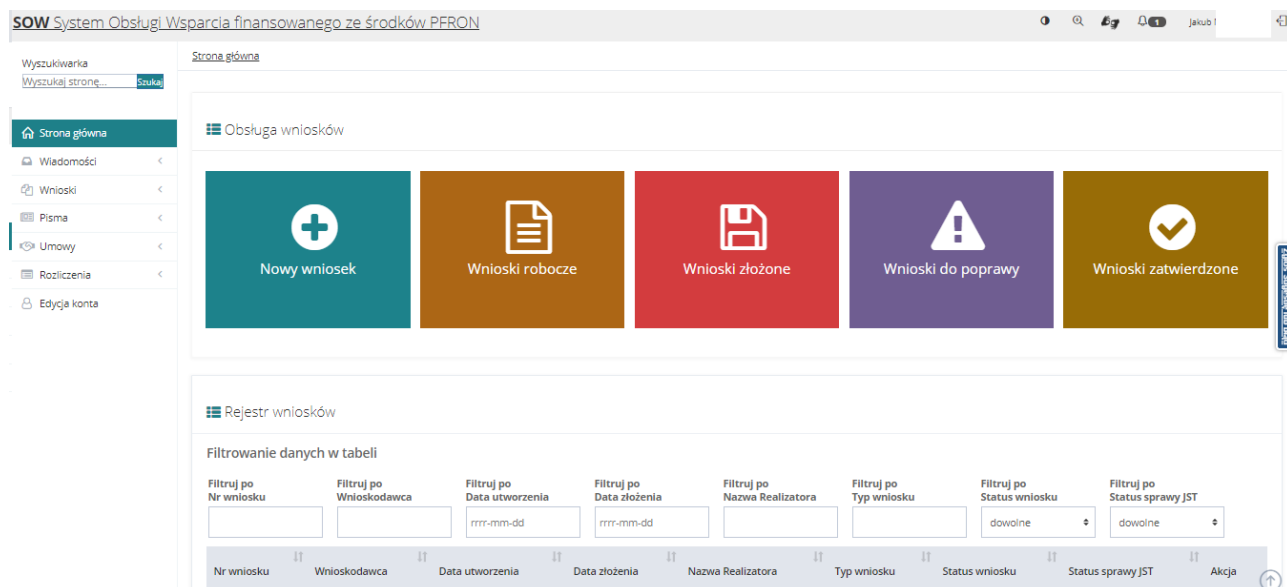 SOW System Obsługi Wsparcia finansowanego ze środków PFRON
1
Jakub
Wyszukiwarka
Wyszukaj stronę...
Szukaj
Strona główna
Wiadomości
Wnioski
Pisma
Umowy
Rozliczenia
Edycja konta
Strona główna
Obsługa wniosków
Nowy wniosek
Wnioski robocze
Wnioski złożone
Wnioski do poprawy
Wnioski zatwierdzone
Rejestr wniosków
Filtrowanie danych w tabeli
Filtruj po Nr wniosku
Filtruj po Wnioskodawca
Filtruj po Data utworzenia
rrrr-mm-dd
Filtruj po Data złożenia
rrrr-mm-dd
Filtruj po Nazwa Realizatora
Filtruj po Typ wniosku
Filtruj po Status wniosku
dowolne
Filtruj po Status sprawy JST
dowolne
Nr wniosku Wnioskodawca Data utworzenia Data złożenia Nazwa Realizatora Typ wniosku Status wniosku Status sprawy JST Akcja